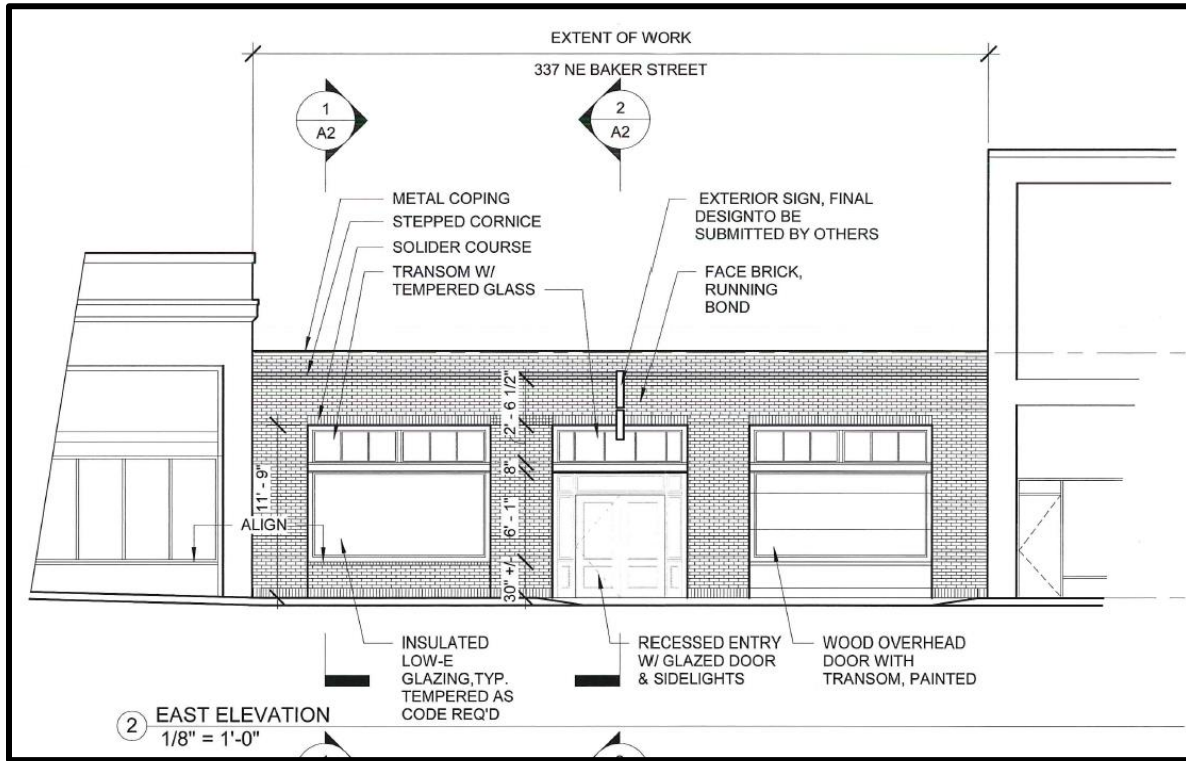 EXTENT OF WORK
337 NE BAKER STREET
1
A2
2
A2
METAL COPING
STEPPED CORNICE
SOLIDER COURSE
TRANSOM W/
TEMPERED GLASS
EXTERIOR SIGN, FINAL
DESIGNTO BE
SUBMITTED BY OTHERS
FACE BRICK,
RUNNING
BOND
2' - 6 1/2"
8"
6' - 1"
30" +/-
11' - 9"
ALIGN
INSULATED
LOW-E
GLAZING,TYP.
TEMPERED AS
CODE REQ'D
RECESSED ENTRY
W/ GLAZED DOOR
& SIDELIGHTS
WOOD OVERHEAD
DOOR WITH
TRANSOM, PAINTED
2
EAST ELEVATION
1/8" = 1'-0"